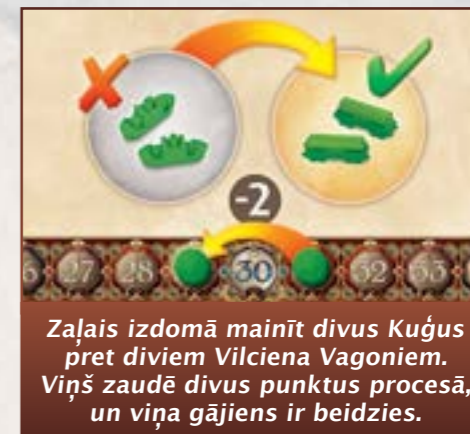 -2
27 28 30 32 33
Zaļais izdomā mainīt divus Kuģus
pret diviem Vilciena Vagoniem.
Viņš zaudē divus punktus procesā,
un viņa gājiens ir beidzies.